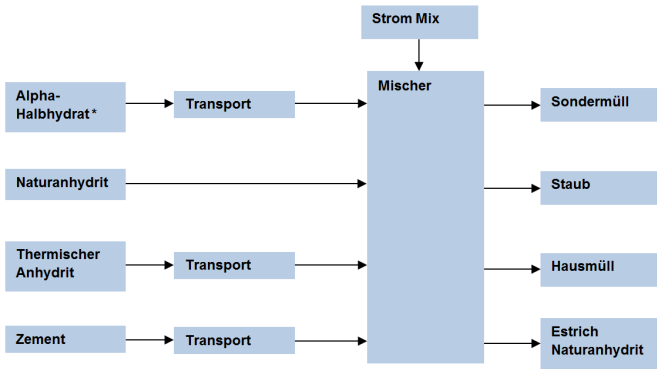 Strom Mix
Mischer
Alpha-
Halbhydrat*
Transport
Sondermüll
Naturanhydrit
Staub
Thermischer
Anhydrit
Transport
Hausmüll
Zement
Transport
Estrich
Naturanhydrit